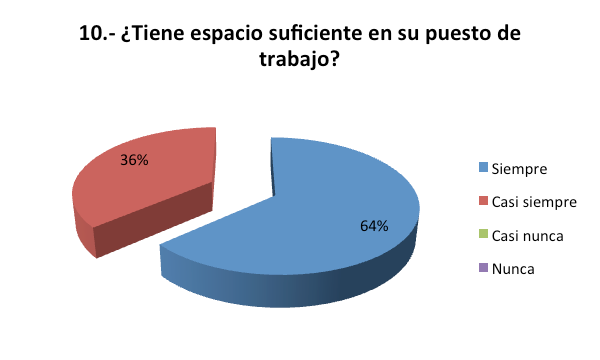 10.- ¿Tiene espacio suficiente en su puesto de
trabajo?
36%
64%
Siempre
Casi siempre
Casi nunca
Nunca